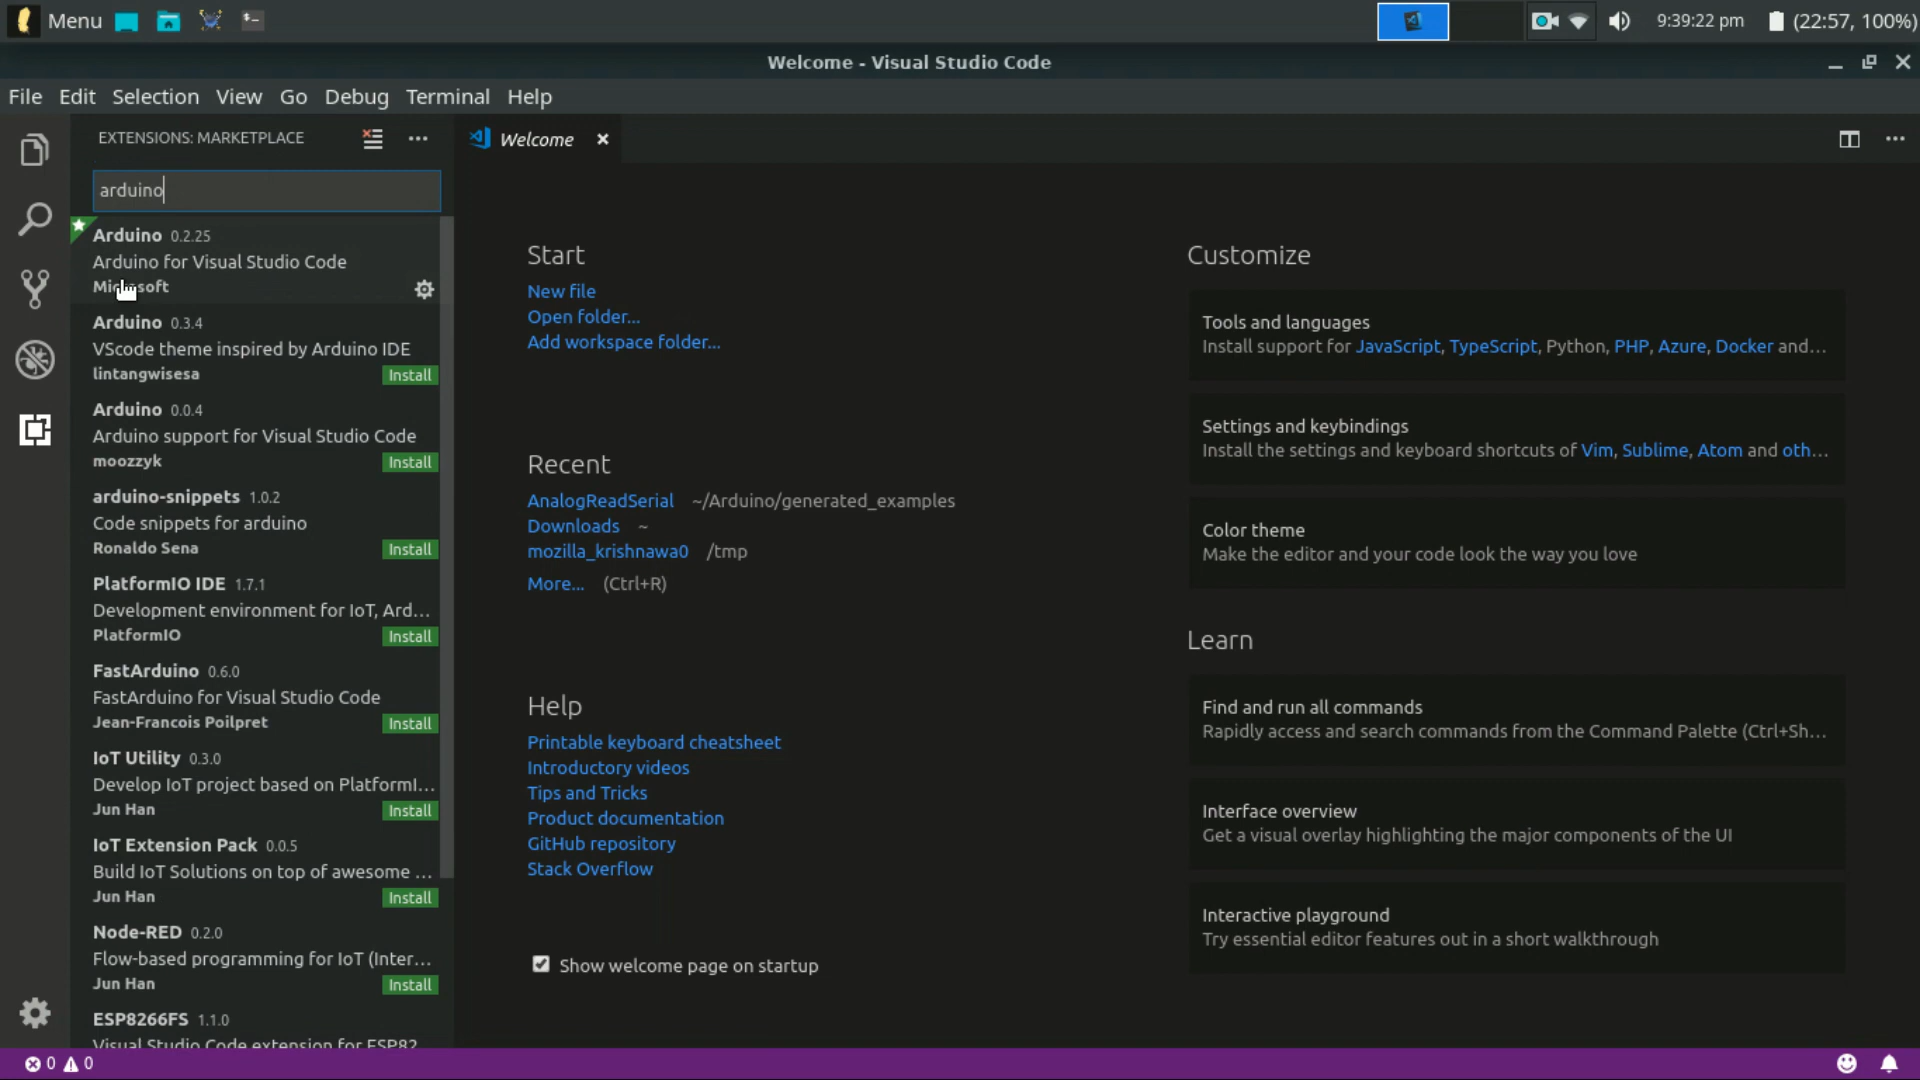 Menu
9:39:22 pm
(22:57, 100%)
Welcome - Visual Studio Code
File Edit Selection View Go Debug Terminal Help
EXTENSIONS: MARKETPLACE
Welcome
arduino
Arduino 0.2.25
Arduino for Visual Studio Code
Microsoft
Arduino 0.3.4
VScode theme inspired by Arduino IDE
lintangwisesa Install
Arduino 0.0.4
Arduino support for Visual Studio Code
moozzyk Install
arduino-snippets 1.0.2
Code snippets for arduino
Ronaldo Sena Install
PlatformIO IDE 1.7.1
Development environment for IoT, Ard...
PlatformIO Install
FastArduino 0.6.0
FastArduino for Visual Studio Code
Jean-Francois Poilpret Install
IoT Utility 0.3.0
Develop IoT project based on PlatformI...
Jun Han Install
IoT Extension Pack 0.0.5
Build IoT Solutions on top of awesome ...
Jun Han Install
Node-RED 0.2.0
Flow-based programming for IoT (Inter...
Jun Han Install
ESP8266FS 1.1.0
Visual Studio Code extension for ESP82
Start
New file
Open folder...
Add workspace folder...
Recent
AnalogReadSerial ~/Arduino/generated_examples
Downloads ~
mozilla_krishnawa0 /tmp
More... (Ctrl+R)
Help
Printable keyboard cheatsheet
Introductory videos
Tips and Tricks
Product documentation
GitHub repository
Stack Overflow
Show welcome page on startup
Customize
Tools and languages
Install support for JavaScript, TypeScript, Python, PHP, Azure, Docker and...
Settings and keybindings
Install the settings and keyboard shortcuts of Vim, Sublime, Atom and oth...
Color theme
Make the editor and your code look the way you love
Learn
Find and run all commands
Rapidly access and search commands from the Command Palette (Ctrl+Sh...
Interface overview
Get a visual overlay highlighting the major components of the UI
Interactive playground
Try essential editor features out in a short walkthrough
0 0